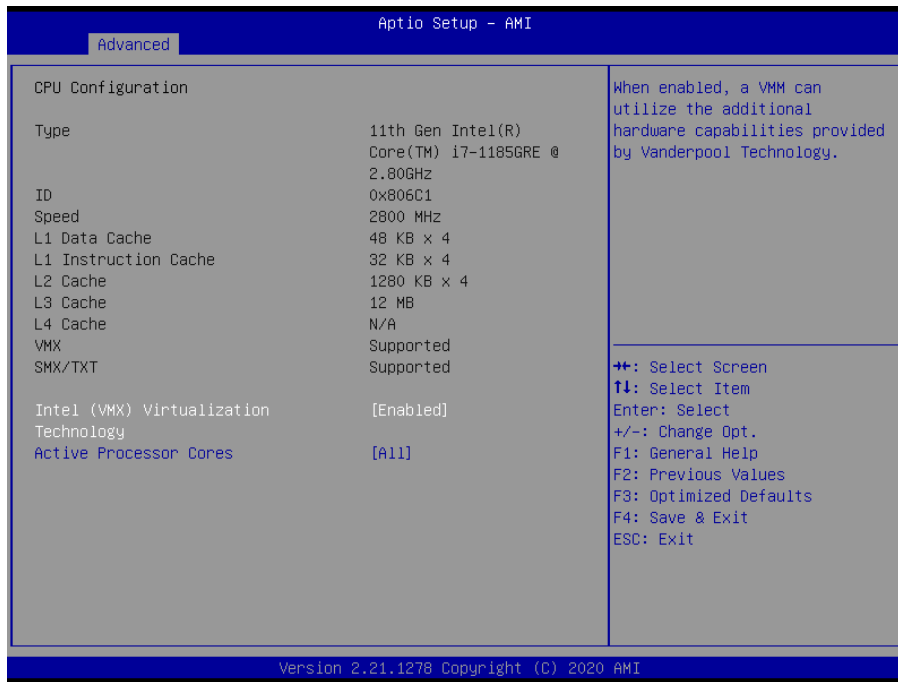 Aptio Setup – AMI
Advanced
CPU Configuration
Type 11th Gen Intel(R)
Core(TM) i7-1185GRE @
2.80GHz
ID 0x806C1
Speed 2800 MHz
L1 Data Cache 48 KB x 4
L1 Instruction Cache 32 KB x 4
L2 Cache 1280 KB x 4
L3 Cache 12 MB
L4 Cache N/A
VMX Supported
SMX/TXT Supported
Intel (VMX) Virtualization [Enabled]
Technology
Active Processor Cores [All]
When enabled, a VMM can
utilize the additional
hardware capabilities provided
by Vanderpool Technology.
→←: Select Screen
↑↓: Select Item
Enter: Select
+/-: Change Opt.
F1: General Help
F2: Previous Values
F3: Optimized Defaults
F4: Save & Exit
ESC: Exit
Version 2.21.1278 Copyright (C) 2020 AMI